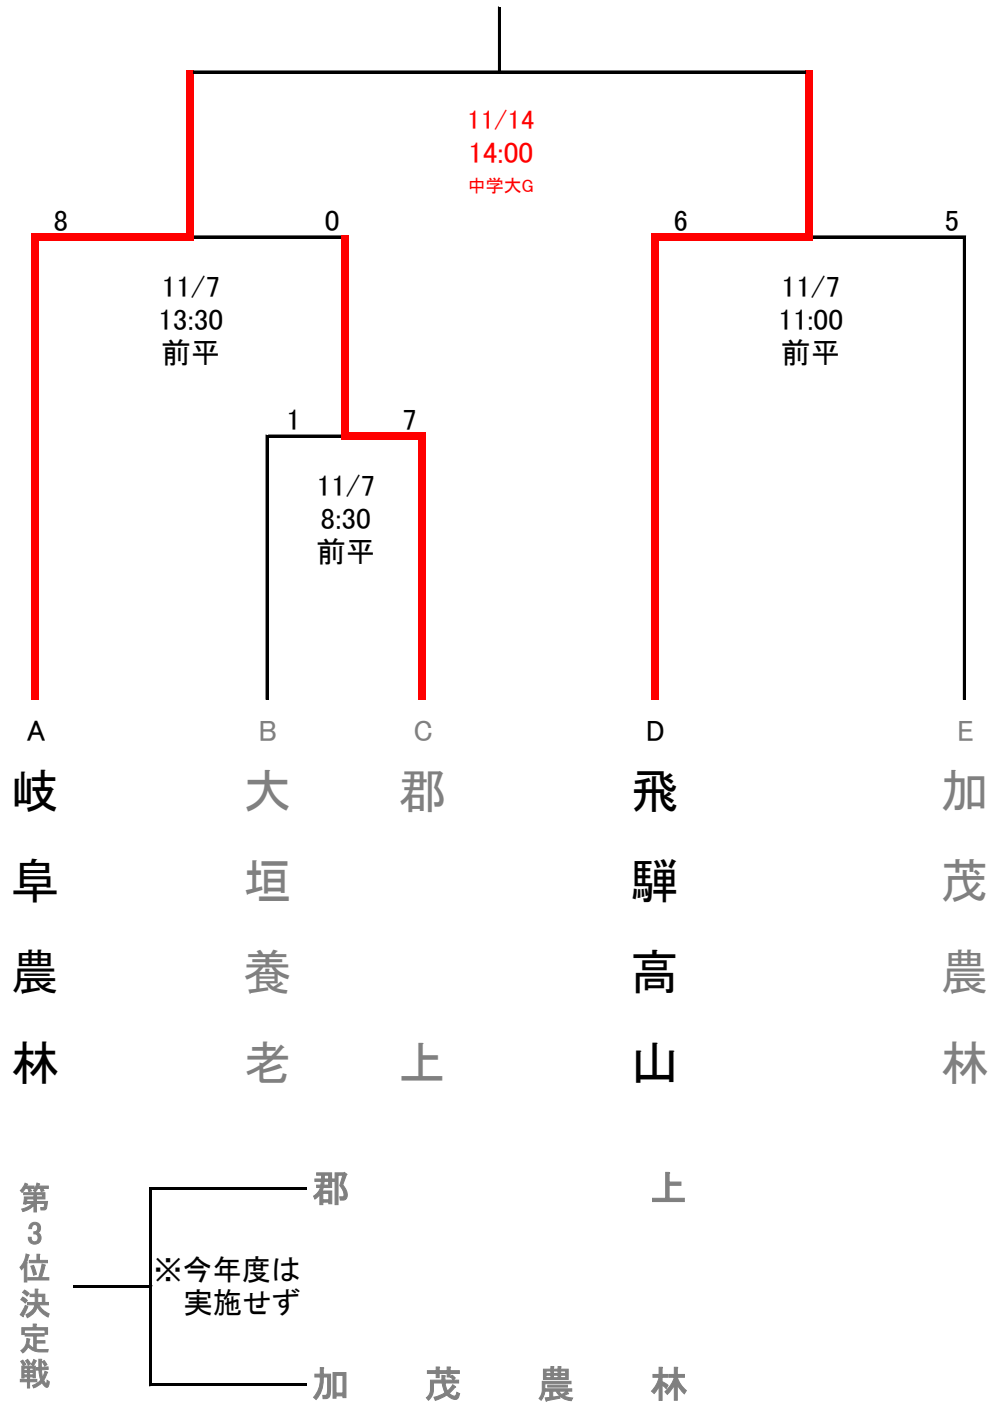 11/14
14:00
中学大G
8
0
6
5
11/7
13:30
前平
11/7
11:00
前平
1
7
11/7
8:30
前平
A
B
C
D
E
岐阜農林
大垣養老
郡上
飛騨高山
加茂農林
第3位決定戦
郡上
※今年度は
実施せず
加茂農林